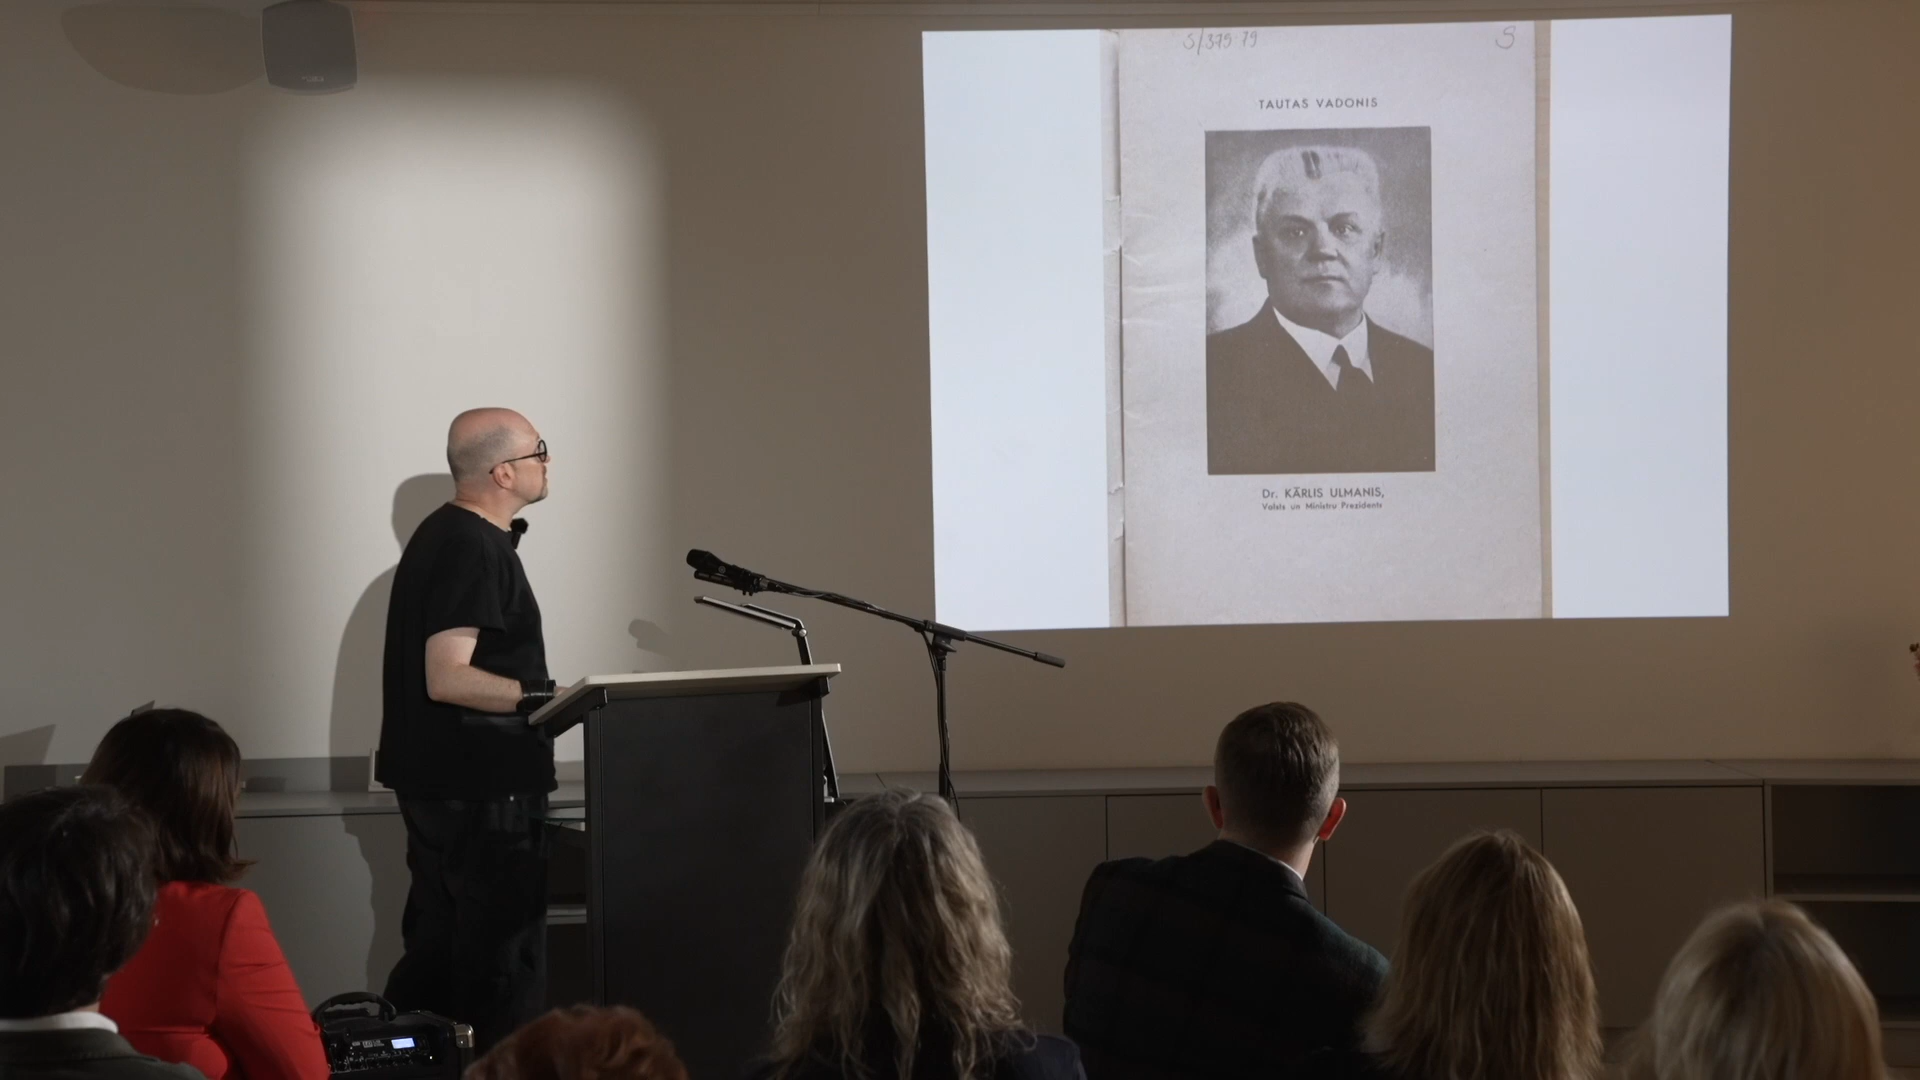 S/375-79 S
TAUTAS VADONIS
Dr. KĀRLIS ULMANIS,
Valsts un Ministru Prezidents